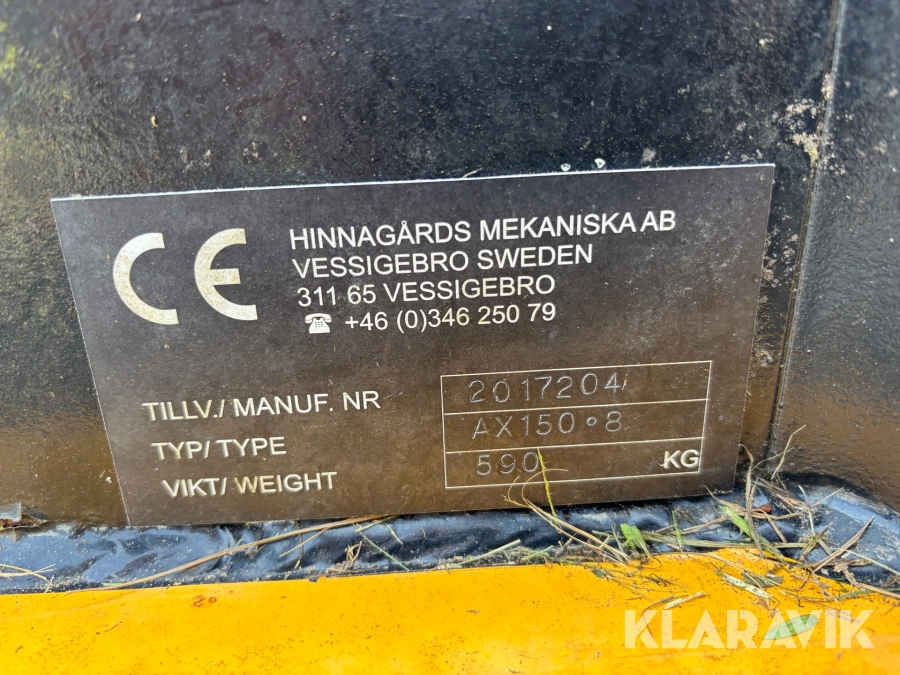 CE
HINNAGÅRDS MEKANISKA AB
VESSIGEBRO SWEDEN
311 65 VESSIGEBRO
☎ +46 (0)346 250 79
TILLV./ MANUF. NR 2017204
TYP/ TYPE AX150•8
VIKT/ WEIGHT 590 KG
KLARAVIK